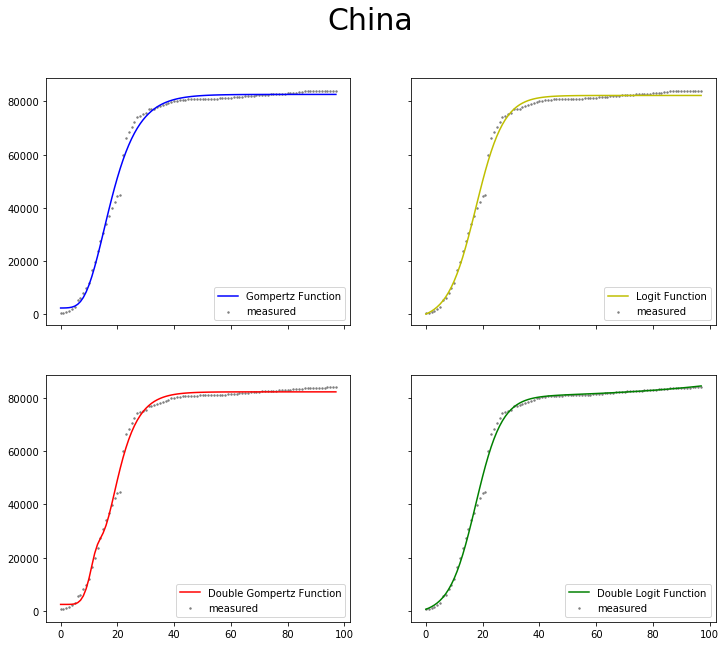 China
80000
60000
40000
20000
0
Gompertz Function
measured
Logit Function
measured
80000
60000
40000
20000
0
0 20 40 60 80 100
Double Gompertz Function
measured
0 20 40 60 80 100
Double Logit Function
measured